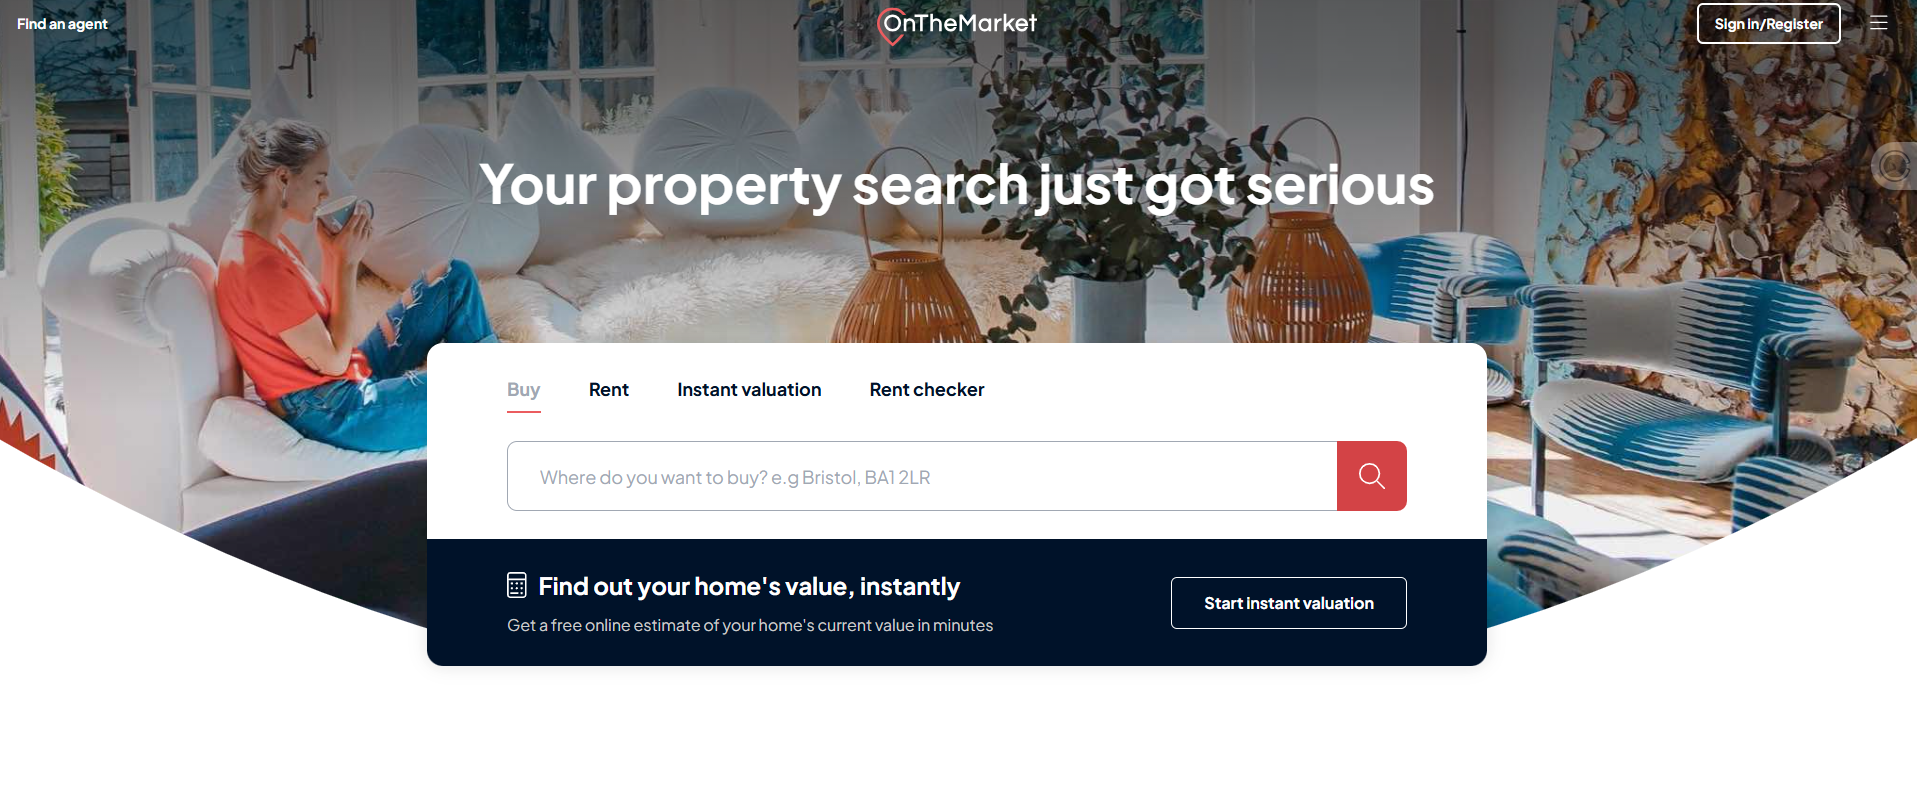 Find an agent
OnTheMarket
Sign in/Register
Your property search just got serious
Buy
Rent
Instant valuation
Rent checker
Where do you want to buy? e.g Bristol, BA1 2LR
Find out your home's value, instantly
Get a free online estimate of your home's current value in minutes
Start instant valuation